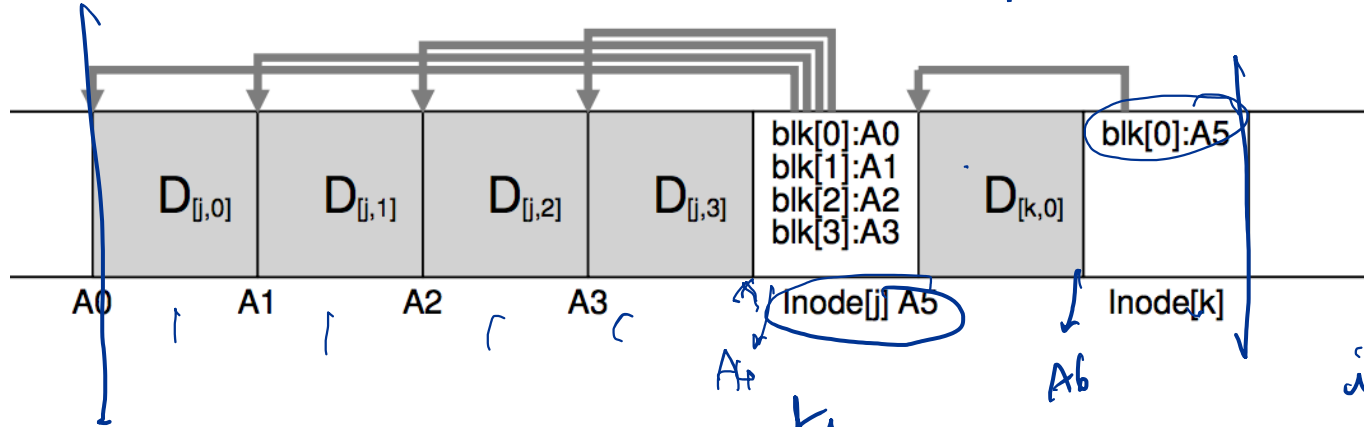 blk[0]:A0
blk[1]:A1
blk[2]:A2
blk[3]:A3
blk[0]:A5
D[j,0] D[j,1] D[j,2] D[j,3] D[k,0]
A0 A1 A2 A3 Inode[j] A5 Inode[k]
A4 A6